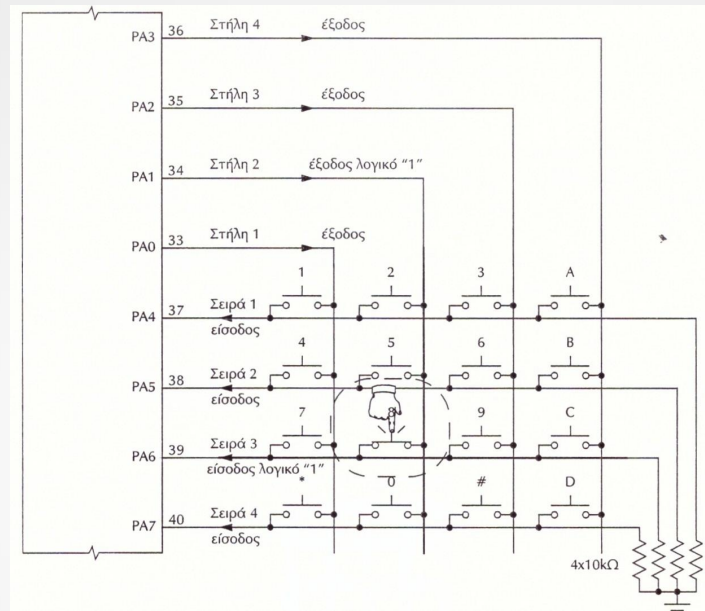 PA3 36 Στήλη 4 έξοδος
PA2 35 Στήλη 3 έξοδος
PA1 34 Στήλη 2 έξοδος λογικό “1”
PA0 33 Στήλη 1 έξοδος
1 2 3 A
PA4 37 Σειρά 1
είσοδος
4 5 6 B
PA5 38 Σειρά 2
είσοδος
7 8 9 C
PA6 39 Σειρά 3
είσοδος λογικό “1”
* 0 # D
PA7 40 Σειρά 4
είσοδος
4x10kΩ